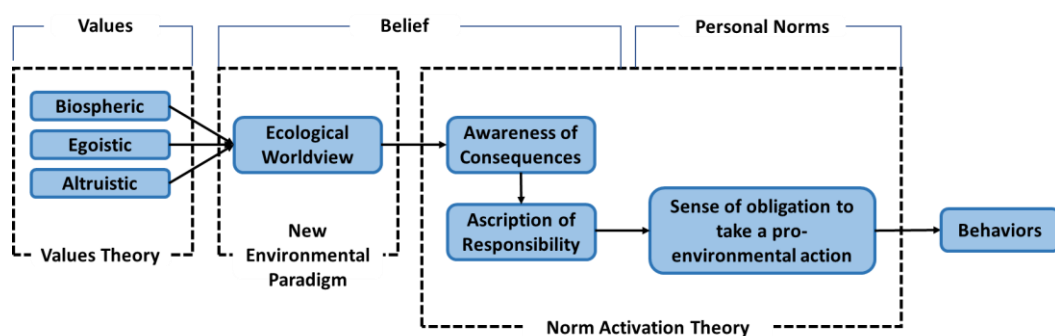 Values
Belief
Personal Norms
Biospheric
Egoistic
Altruistic
Ecological
Worldview
Awareness of
Consequences
Ascription of
Responsibility
Sense of obligation to
take a pro-
environmental action
Behaviors
Values Theory
New
Environmental
Paradigm
Norm Activation Theory